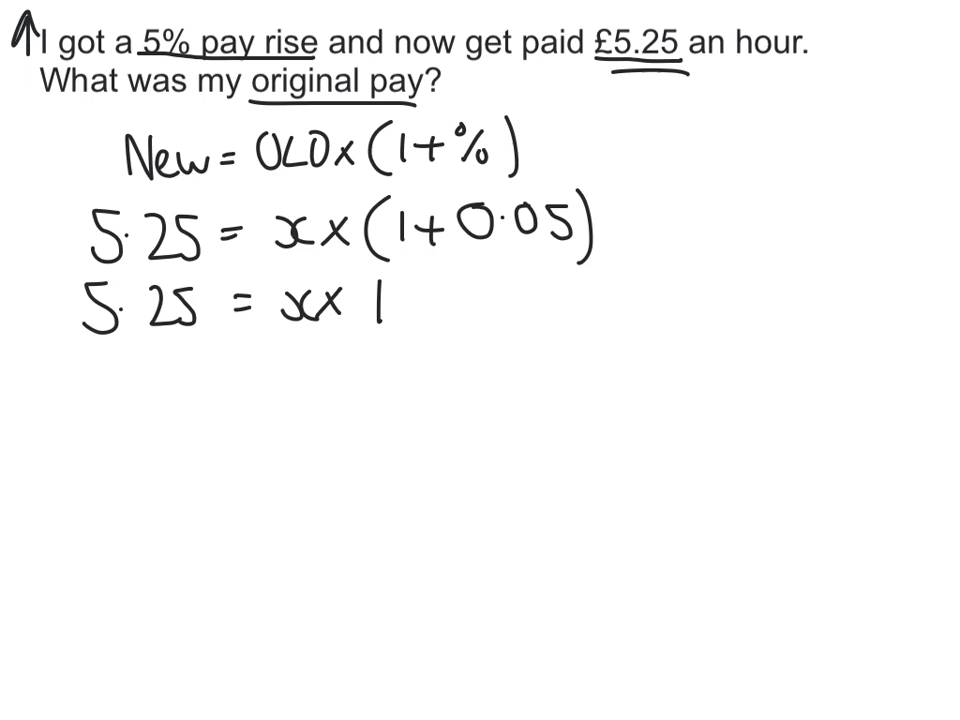 I got a 5% pay rise and now get paid £5.25 an hour.
What was my original pay?
New = OLD x (1 + %)
5.25 = x x (1 + 0.05)
5.25 = x x 1